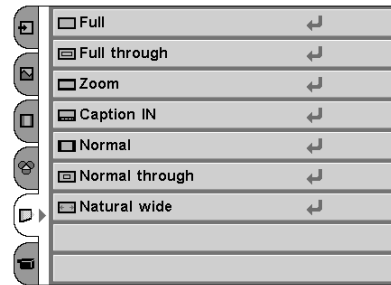 Full
Full through
Zoom
Caption IN
Normal
Normal through
Natural wide